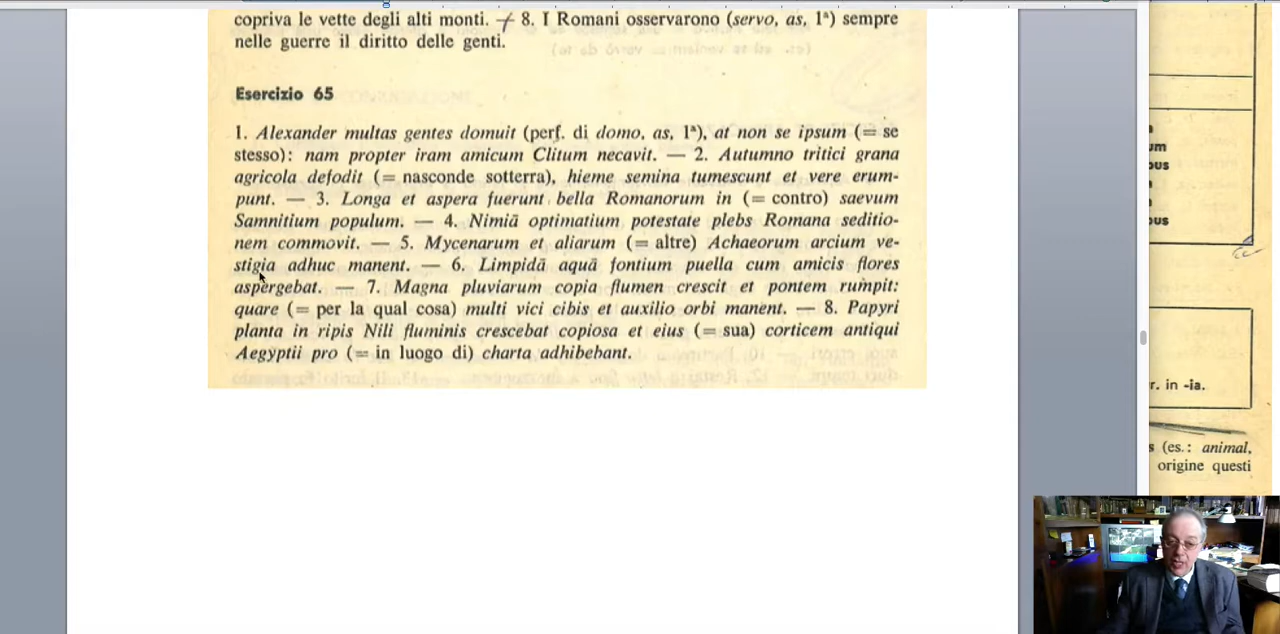 copriva le vette degli alti monti. — 8. I Romani osservarono (servo, as, 1ª) sempre
nelle guerre il diritto delle genti.
Esercizio 65
1. Alexander multas gentes domuit (perf. di domo, as, 1ª), at non se ipsum (= se
stesso): nam propter iram amicum Clitum necavit. — 2. Autumno tritici grana
agricola defodit (= nasconde sotterra), hieme semina tumescunt et vere erum-
punt. — 3. Longa et aspera fuerunt bella Romanorum in (= contro) saevum
Samnitium populum. — 4. Nimiā optimatium potestate plebs Romana seditio-
nem commovit. — 5. Mycenarum et aliarum (= altre) Achaeorum arcium ve-
stigia adhuc manent. — 6. Limpidā aquā fontium puella cum amicis flores
aspergebat. — 7. Magna pluviarum copia flumen crescit et pontem rumpit:
quare (= per la qual cosa) multi vici cibis et auxilio orbi manent. — 8. Papyri
planta in ripis Nili fluminis crescebat copiosa et eius (= sua) corticem antiqui
Aegyptii pro (= in luogo di) charta adhibebant.
um
bus
bus
r. in -ia.
s (es.: animal,
origine questi